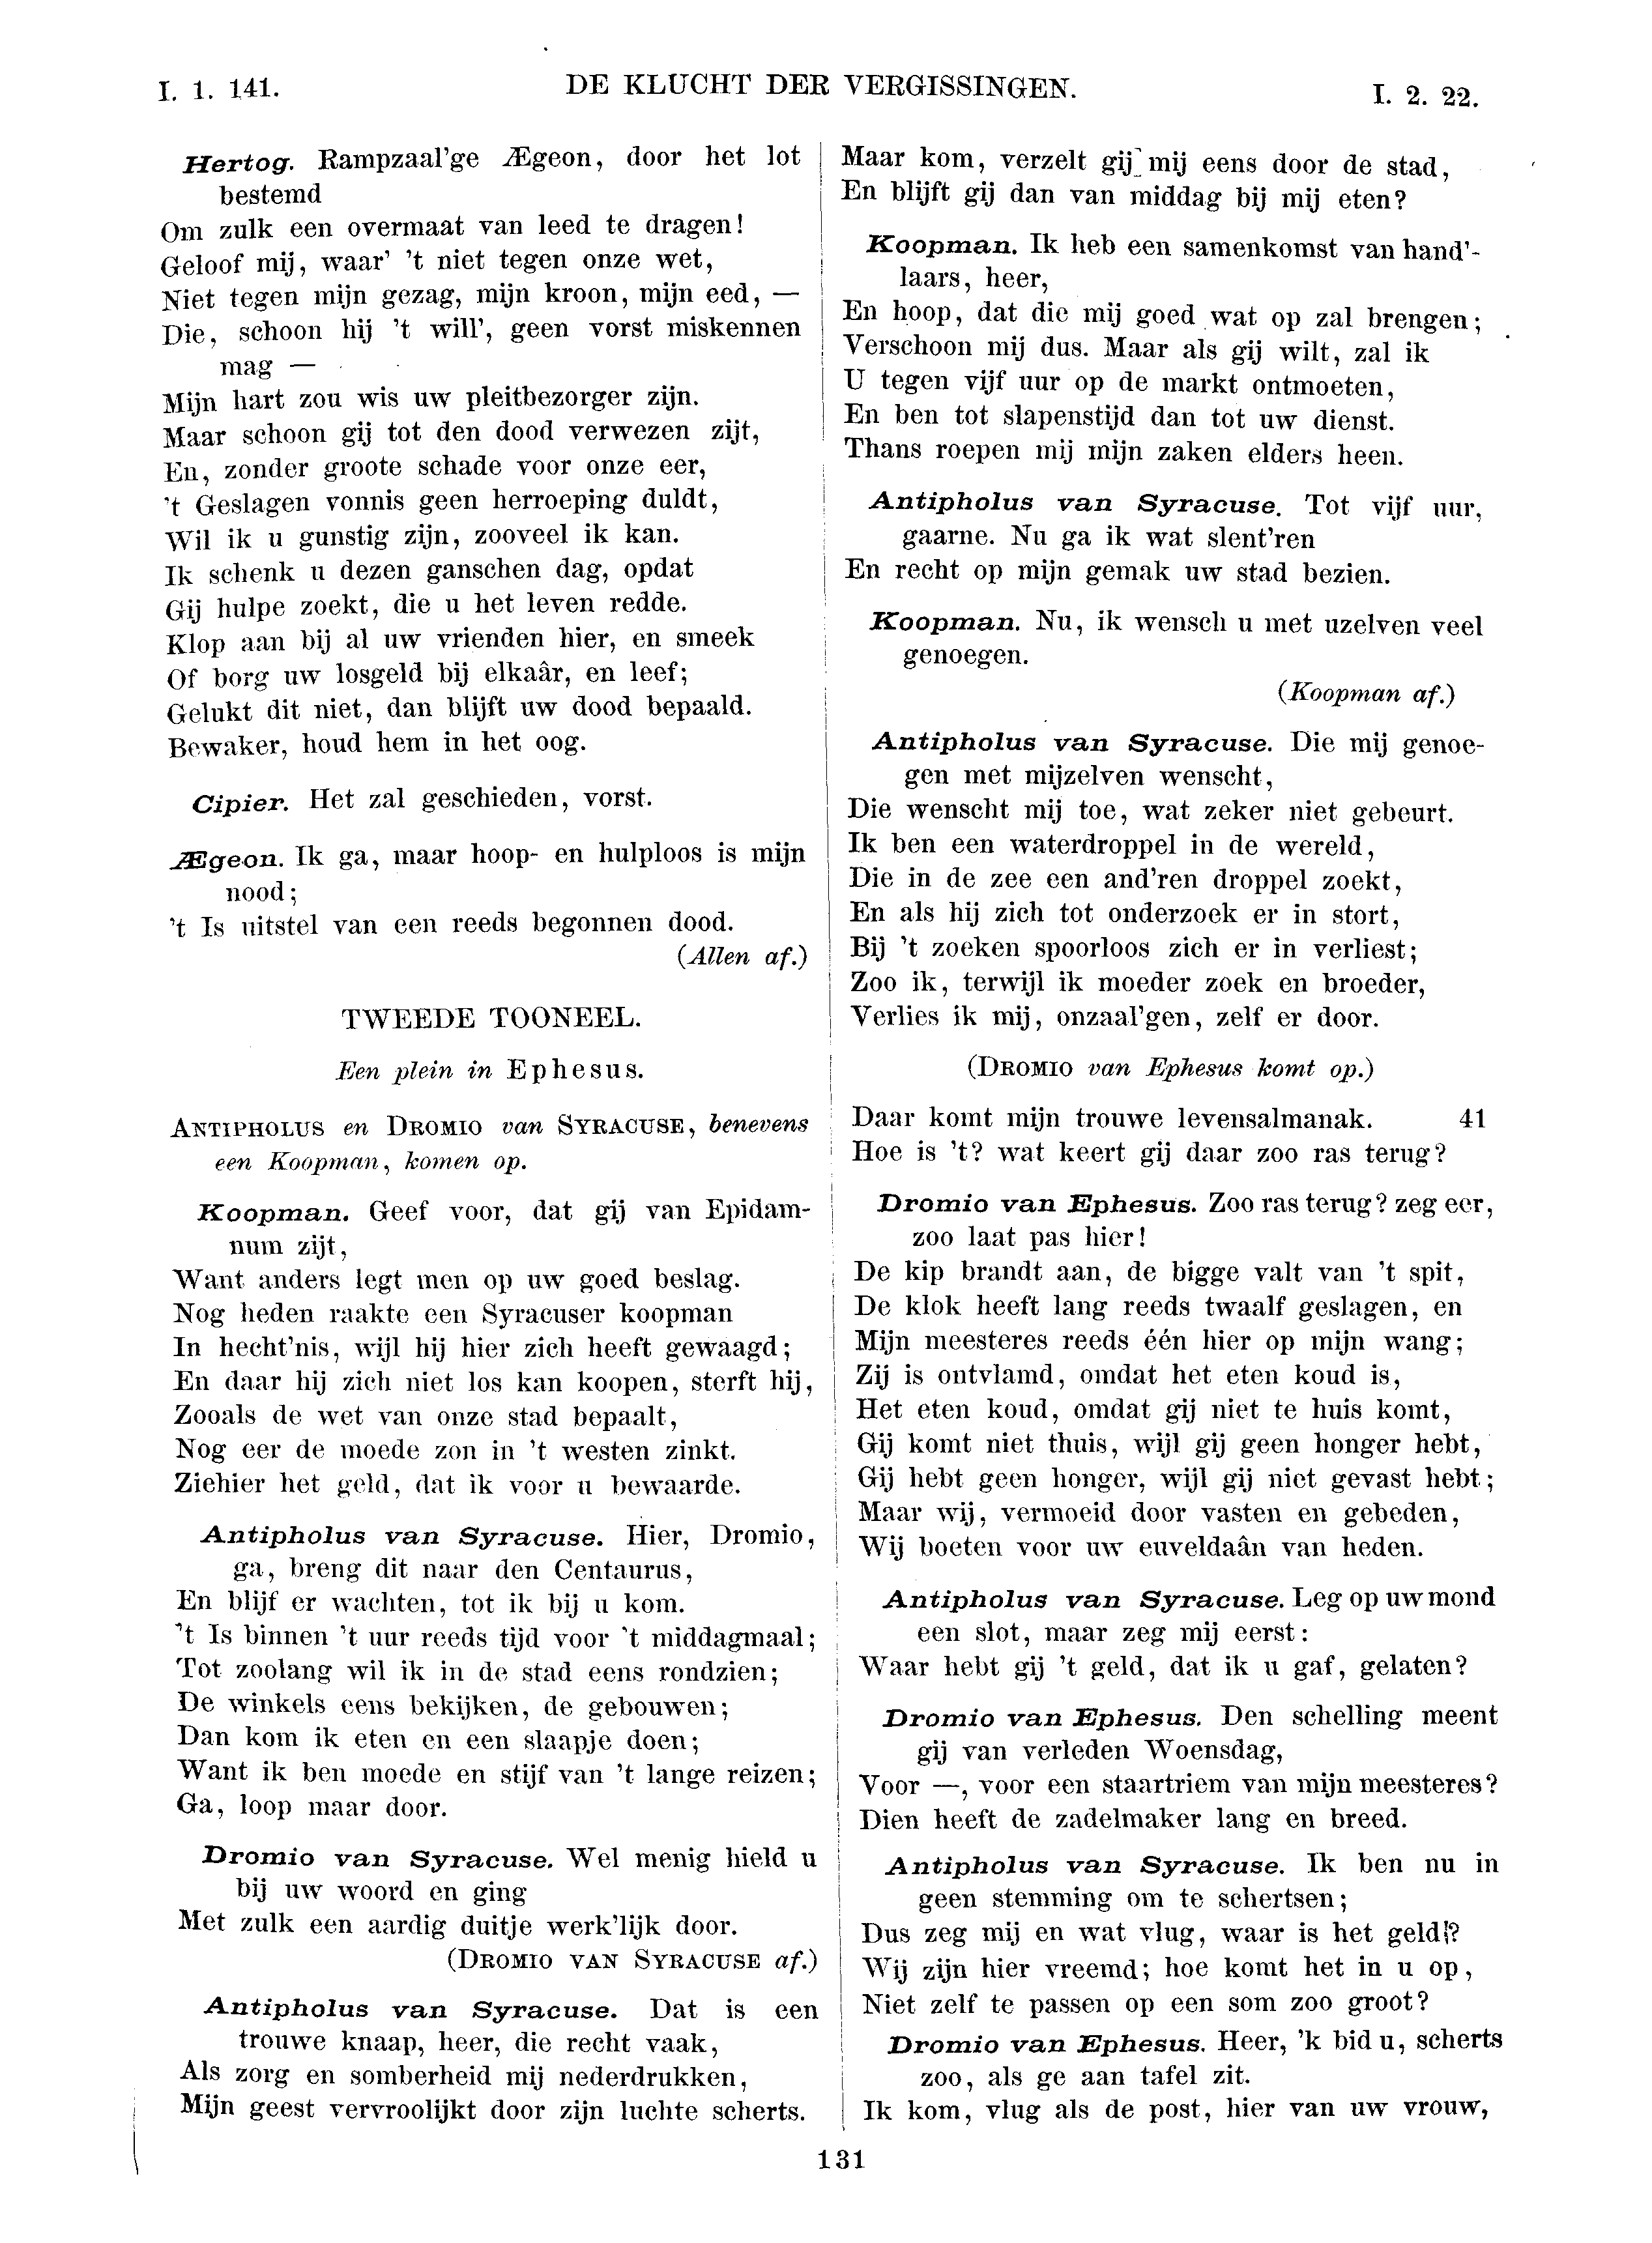 I. 1. 141.
DE KLUCHT DER VERGISSINGEN.
I. 2. 22.
Hertog. Rampzaal'ge Ægeon, door het lot
bestemd
Om zulk een overmaat van leed te dragen!
Geloof mij, waar' 't niet tegen onze wet,
Niet tegen mijn gezag, mijn kroon, mijn eed, —
Die, schoon hij 't will', geen vorst miskennen
mag —
Mijn hart zou wis uw pleitbezorger zijn.
Maar schoon gij tot den dood verwezen zijt,
En, zonder groote schade voor onze eer,
't Geslagen vonnis geen herroeping duldt,
Wil ik u gunstig zijn, zooveel ik kan.
Ik schenk u dezen ganschen dag, opdat
Gij hulpe zoekt, die u het leven redde.
Klop aan bij al uw vrienden hier, en smeek
Of borg uw losgeld bij elkaâr, en leef;
Gelukt dit niet, dan blijft uw dood bepaald.
Bewaker, houd hem in het oog.
Cipier. Het zal geschieden, vorst.
Ægeon. Ik ga, maar hoop- en hulploos is mijn
nood;
't Is uitstel van een reeds begonnen dood.
(Allen af.)
TWEEDE TOONEEL.
Een plein in Ephesus.
ANTIPHOLUS en DROMIO van SYRACUSE, benevens
een Koopman, komen op.
Koopman. Geef voor, dat gij van Epidam-
num zijt,
Want anders legt men op uw goed beslag.
Nog heden raakte een Syracuser koopman
In hecht'nis, wijl hij hier zich heeft gewaagd;
En daar hij zich niet los kan koopen, sterft hij,
Zooals de wet van onze stad bepaalt,
Nog eer de moede zon in 't westen zinkt.
Ziehier het geld, dat ik voor u bewaarde.
Antipholus van Syracuse. Hier, Dromio,
ga, breng dit naar den Centaurus,
En blijf er wachten, tot ik bij u kom.
't Is binnen 't uur reeds tijd voor 't middagmaal;
Tot zoolang wil ik in de stad eens rondzien;
De winkels eens bekijken, de gebouwen;
Dan kom ik eten en een slaapje doen;
Want ik ben moede en stijf van 't lange reizen;
Ga, loop maar door.
Dromio van Syracuse. Wel menig hield u
bij uw woord en ging
Met zulk een aardig duitje werk'lijk door.
(DROMIO VAN SYRACUSE af.)
Antipholus van Syracuse. Dat is een
trouwe knaap, heer, die recht vaak,
Als zorg en somberheid mij nederdrukken,
Mijn geest vervroolijkt door zijn luchte scherts.
Maar kom, verzelt gij mij eens door de stad,
En blijft gij dan van middag bij mij eten?
Koopman. Ik heb een samenkomst van hand'-
laars, heer,
En hoop, dat die mij goed wat op zal brengen;
Verschoon mij dus. Maar als gij wilt, zal ik
U tegen vijf uur op de markt ontmoeten,
En ben tot slapenstijd dan tot uw dienst.
Thans roepen mij mijn zaken elders heen.
Antipholus van Syracuse. Tot vijf uur,
gaarne. Nu ga ik wat slent'ren
En recht op mijn gemak uw stad bezien.
Koopman. Nu, ik wensch u met uzelven veel
genoegen.
(Koopman af.)
Antipholus van Syracuse. Die mij genoe-
gen met mijzelven wenscht,
Die wenscht mij toe, wat zeker niet gebeurt.
Ik ben een waterdroppel in de wereld,
Die in de zee een and'ren droppel zoekt,
En als hij zich tot onderzoek er in stort,
Bij 't zoeken spoorloos zich er in verliest;
Zoo ik, terwijl ik moeder zoek en broeder,
Verlies ik mij, onzaal'gen, zelf er door.
(DROMIO van Ephesus komt op.)
Daar komt mijn trouwe levensalmanak. 41
Hoe is 't? wat keert gij daar zoo ras terug?
Dromio van Ephesus. Zoo ras terug? zeg eer,
zoo laat pas hier!
De kip brandt aan, de bigge valt van 't spit,
De klok heeft lang reeds twaalf geslagen, en
Mijn meesteres reeds één hier op mijn wang;
Zij is ontvlamd, omdat het eten koud is,
Het eten koud, omdat gij niet te huis komt,
Gij komt niet thuis, wijl gij geen honger hebt,
Gij hebt geen honger, wijl gij niet gevast hebt;
Maar wij, vermoeid door vasten en gebeden,
Wij boeten voor uw euveldaân van heden.
Antipholus van Syracuse. Leg op uw mond
een slot, maar zeg mij eerst:
Waar hebt gij 't geld, dat ik u gaf, gelaten?
Dromio van Ephesus. Den schelling meent
gij van verleden Woensdag,
Voor —, voor een staartriem van mijn meesteres?
Dien heeft de zadelmaker lang en breed.
Antipholus van Syracuse. Ik ben nu in
geen stemming om te schertsen;
Dus zeg mij en wat vlug, waar is het geld!?
Wij zijn hier vreemd; hoe komt het in u op,
Niet zelf te passen op een som zoo groot?
Dromio van Ephesus. Heer, 'k bid u, scherts
zoo, als ge aan tafel zit.
Ik kom, vlug als de post, hier van uw vrouw,
131